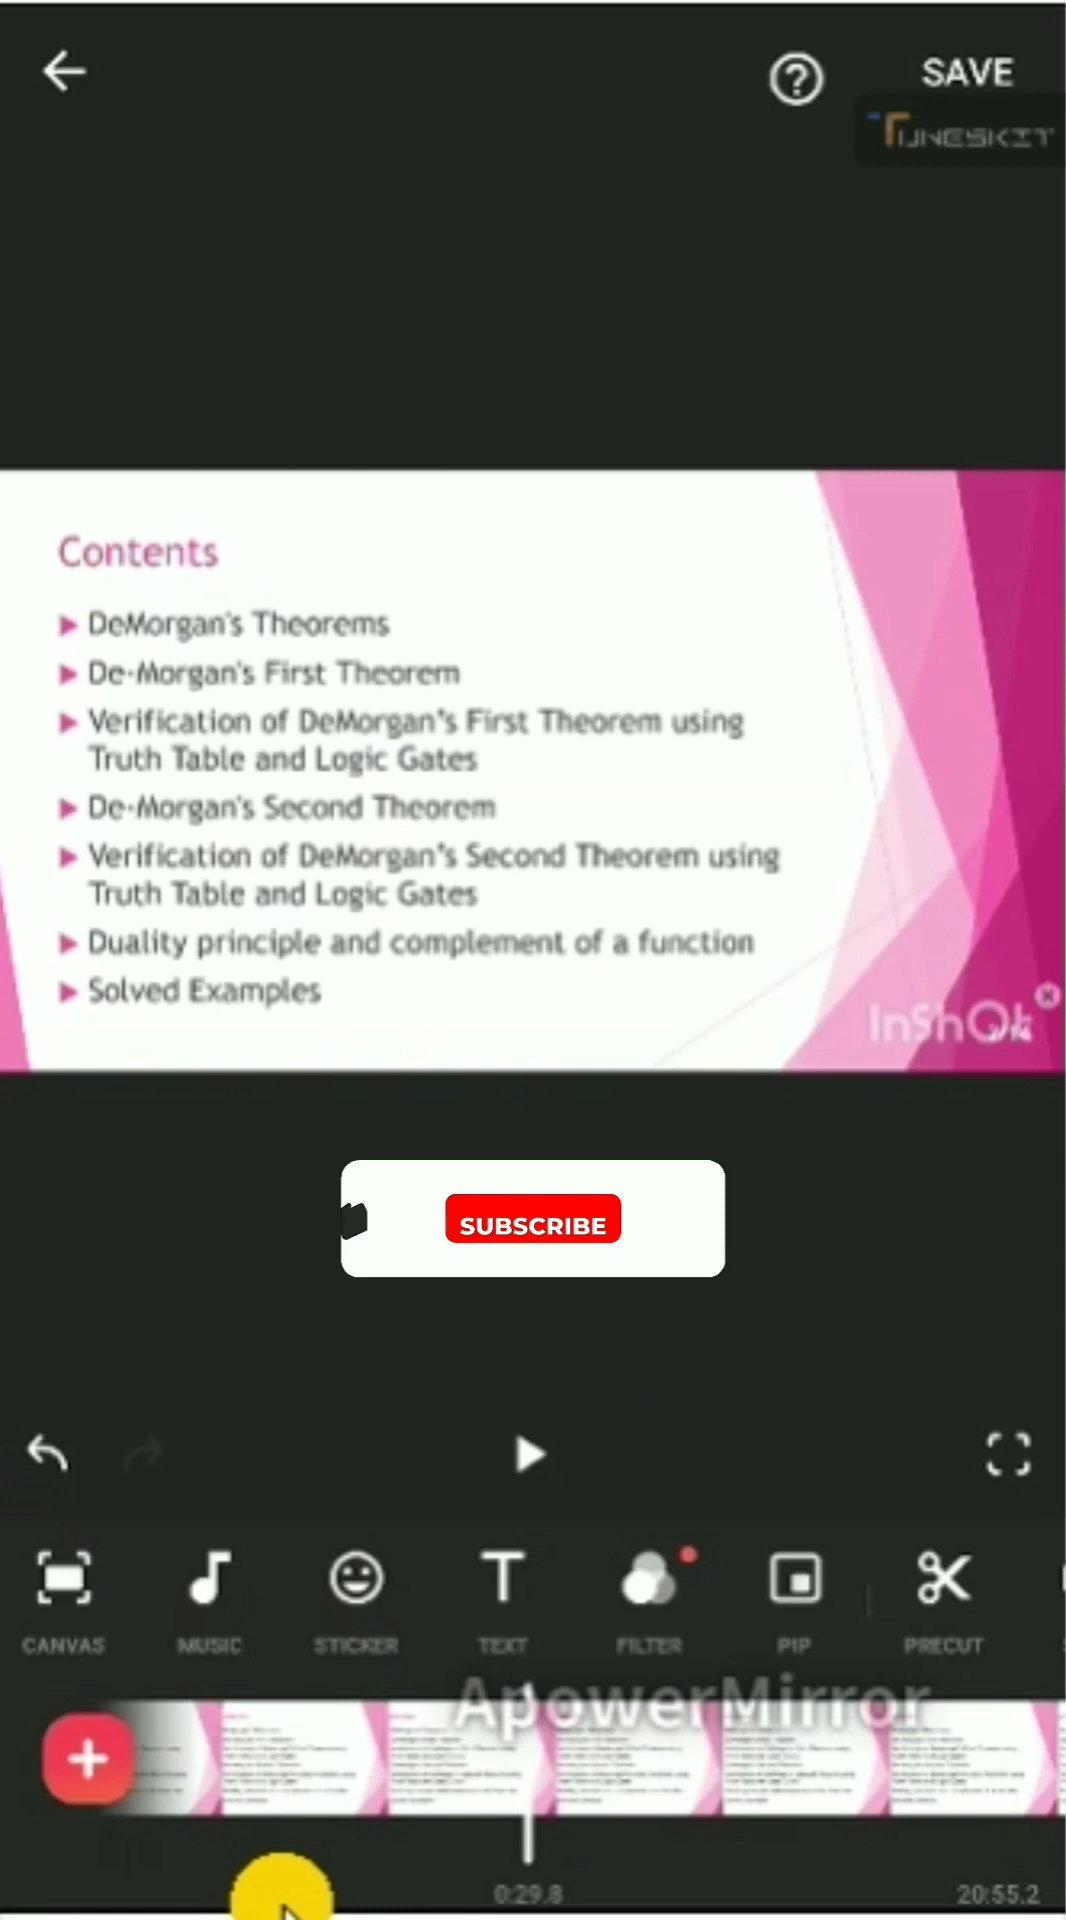 SAVE
TUNESKIT
Contents
DeMorgan's Theorems
De-Morgan's First Theorem
Verification of DeMorgan's First Theorem using
Truth Table and Logic Gates
De-Morgan's Second Theorem
Verification of DeMorgan's Second Theorem using
Truth Table and Logic Gates
Duality principle and complement of a function
Solved Examples
InShOt
SUBSCRIBE
CANVAS MUSIC STICKER TEXT FILTER PIP PRECUT
ApowerMirror
0:29.8 20:55.2